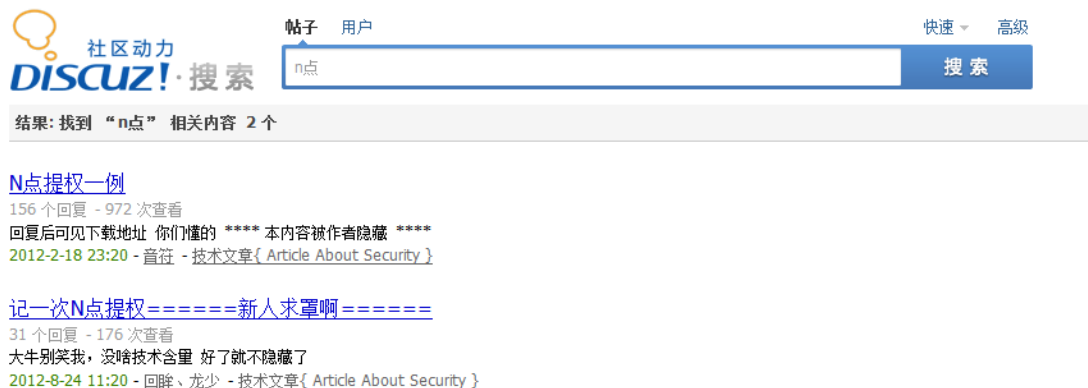 帖子 用户 快速 高级
社区动力
DISCUZ!·搜索
n点 搜索
结果: 找到 “n点” 相关内容 2 个
N点提权一例
156 个回复 - 972 次查看
回复后可见下载地址 你们懂的 **** 本内容被作者隐藏 ****
2012-2-18 23:20 - 音符 - 技术文章{ Article About Security }
记一次N点提权======新人求罩啊======
31 个回复 - 176 次查看
大牛别笑我，没啥技术含量 好了就不隐藏了
2012-8-24 11:20 - 回眸、龙少 - 技术文章{ Article About Security }